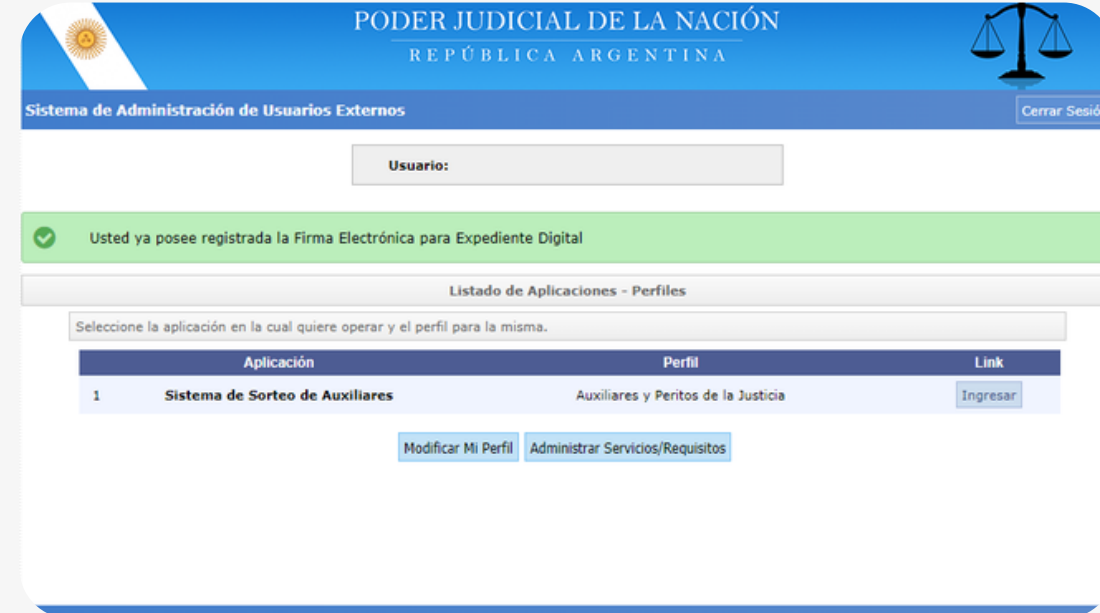 PODER JUDICIAL DE LA NACIÓN
REPÚBLICA ARGENTINA
Sistema de Administración de Usuarios Externos
Cerrar Sesió
Usuario:
Usted ya posee registrada la Firma Electrónica para Expediente Digital
Listado de Aplicaciones - Perfiles
Seleccione la aplicación en la cual quiere operar y el perfil para la misma.
Aplicación Perfil Link
1 Sistema de Sorteo de Auxiliares Auxiliares y Peritos de la Justicia Ingresar
Modificar Mi Perfil Administrar Servicios/Requisitos